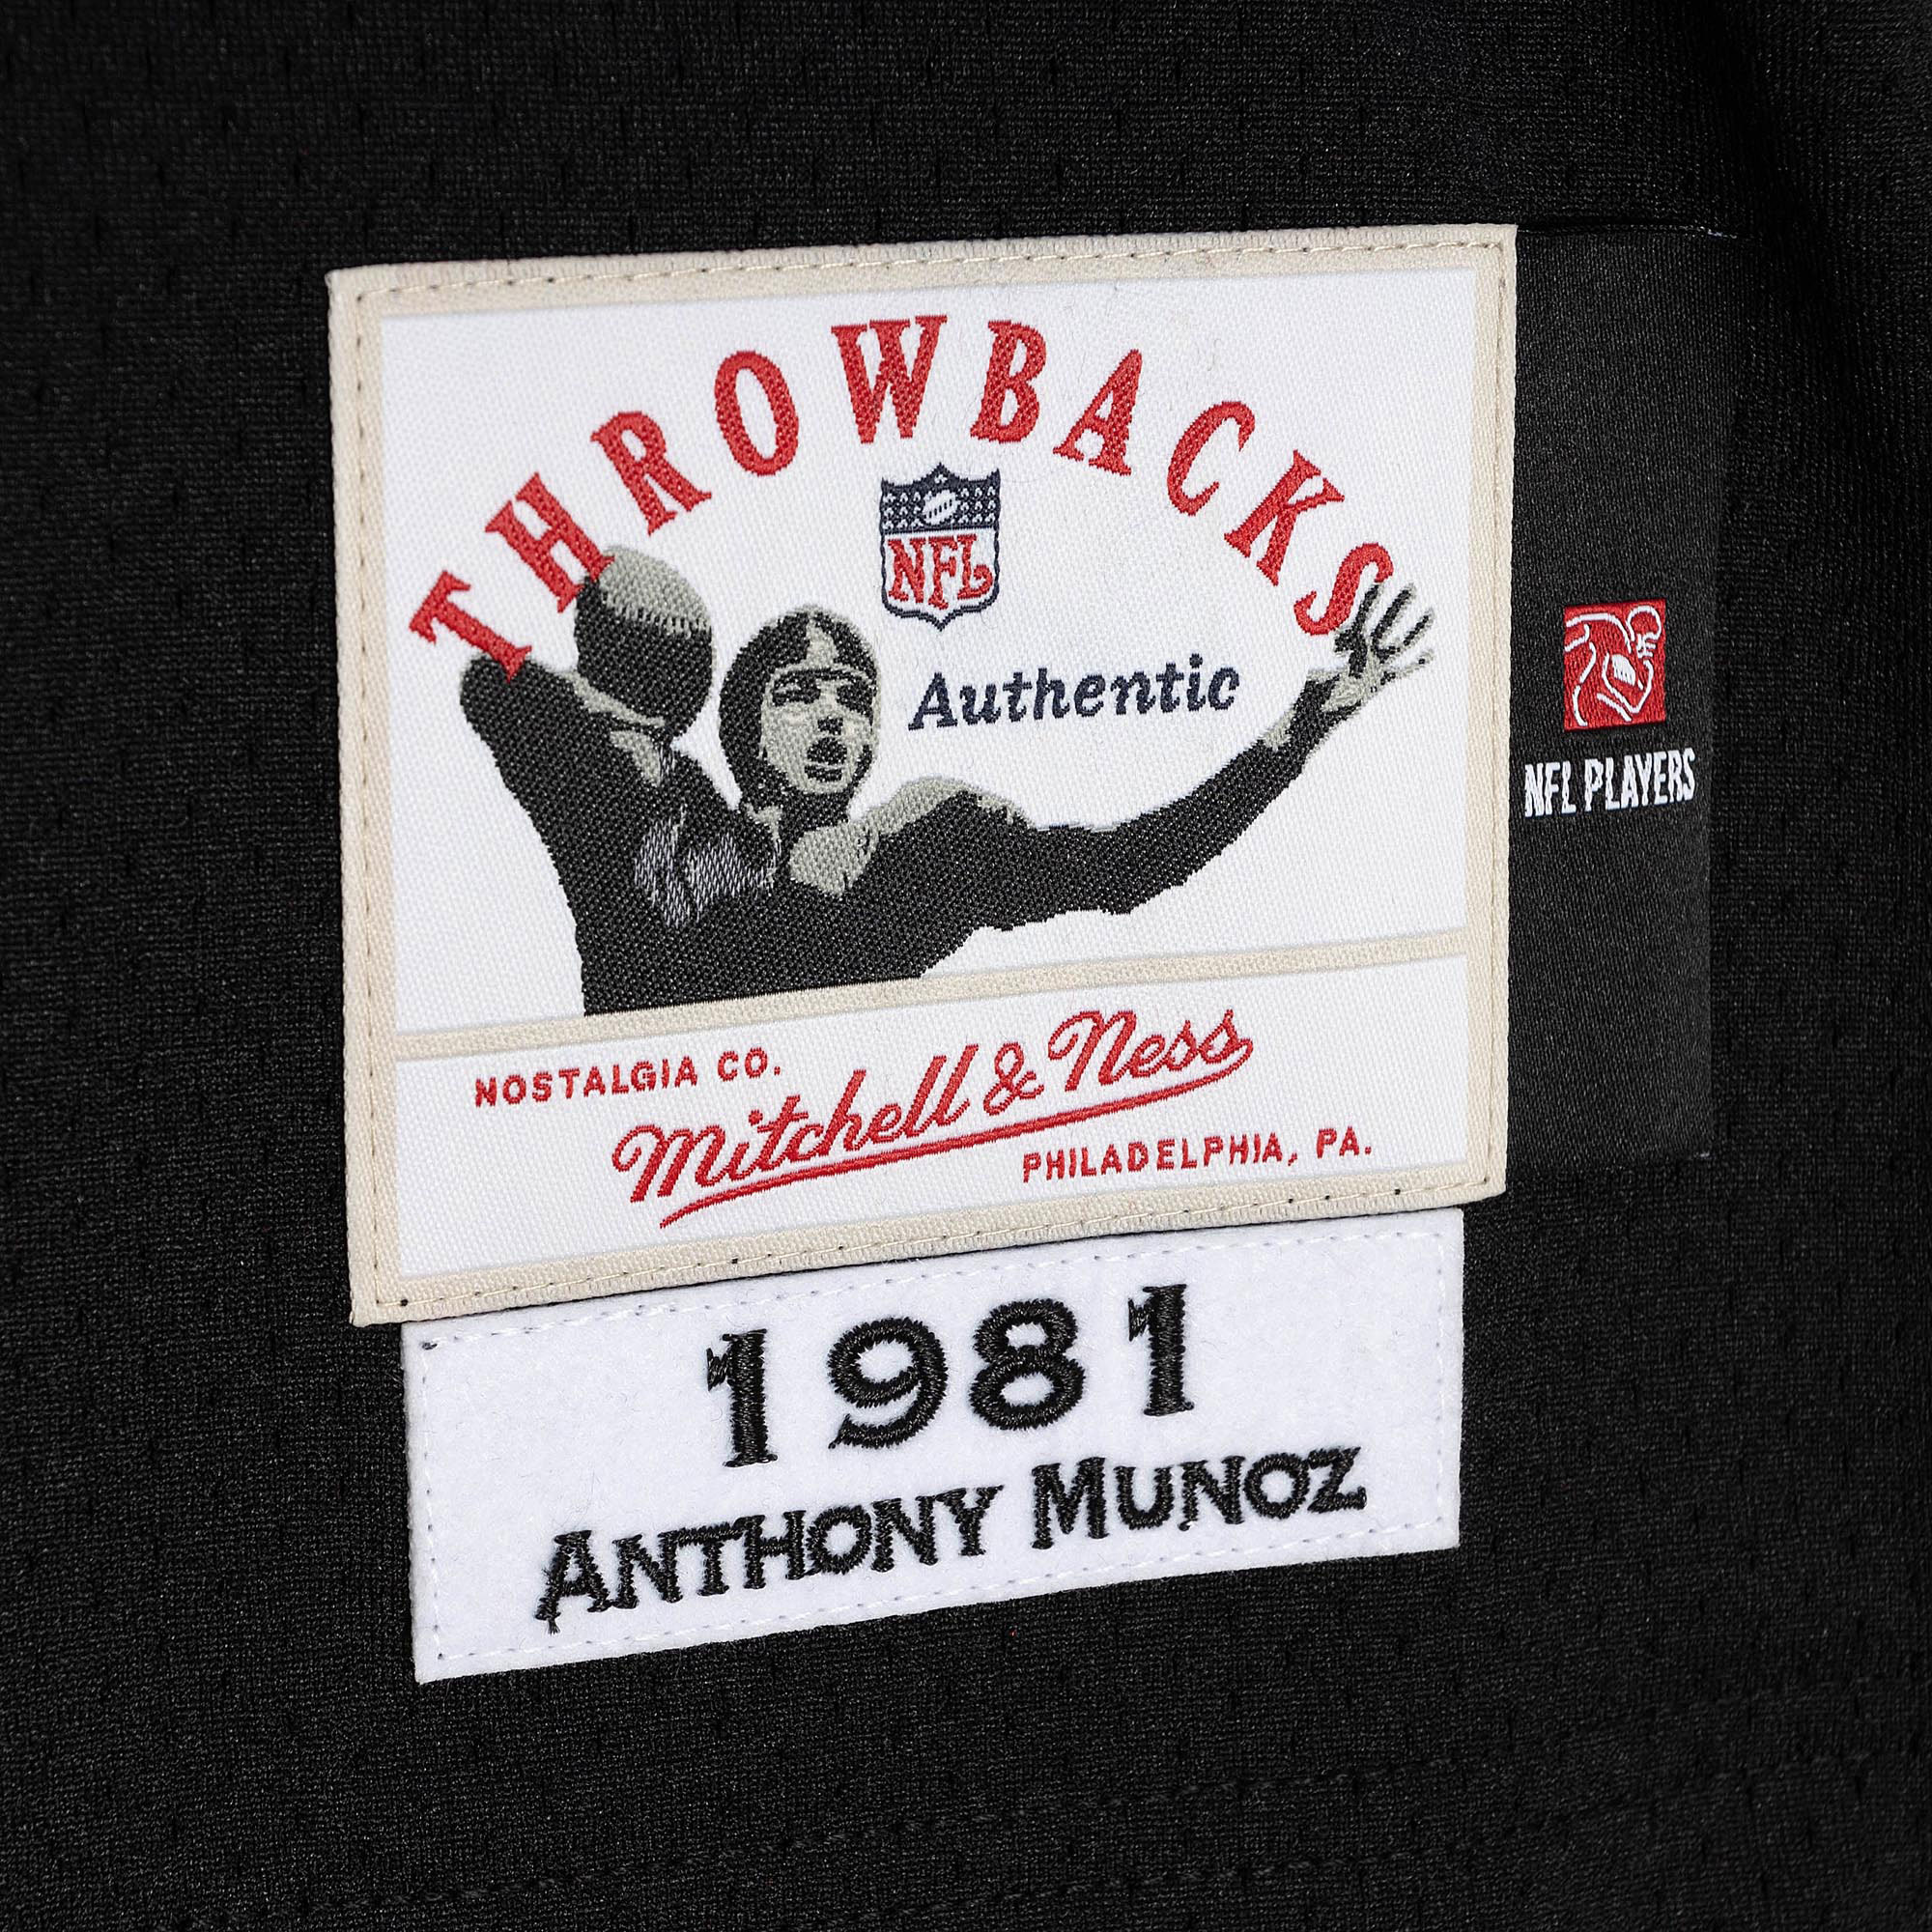 THROWBACKS
NFL
Authentic
NFL PLAYERS
NOSTALGIA CO.
Mitchell & Ness
PHILADELPHIA, PA.
1981
ANTHONY MUNOZ